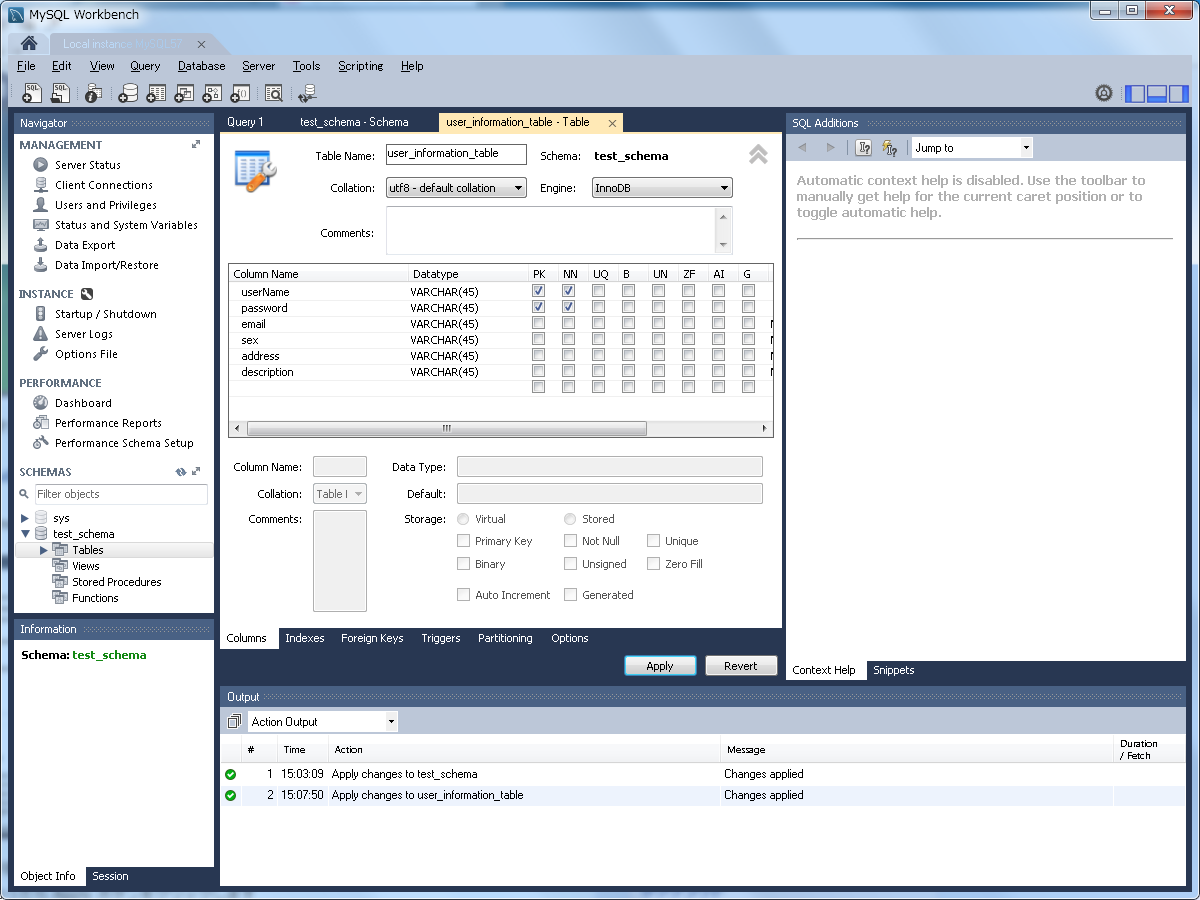 MySQL Workbench
Local instance MySQL57
File Edit View Query Database Server Tools Scripting Help
Navigator
MANAGEMENT
Server Status
Client Connections
Users and Privileges
Status and System Variables
Data Export
Data Import/Restore
INSTANCE
Startup / Shutdown
Server Logs
Options File
PERFORMANCE
Dashboard
Performance Reports
Performance Schema Setup
SCHEMAS
Filter objects
sys
test_schema
Tables
Views
Stored Procedures
Functions
Information
Schema: test_schema
Object Info Session
Query 1 test_schema - Schema user_information_table - Table
Table Name: user_information_table Schema: test_schema
Collation: utf8 - default collation Engine: InnoDB
Comments:
Column Name Datatype PK NN UQ B UN ZF AI G
userName VARCHAR(45)
password VARCHAR(45)
email VARCHAR(45)
sex VARCHAR(45)
address VARCHAR(45)
description VARCHAR(45)
Column Name: Data Type:
Collation: Table Default:
Comments: Storage: Virtual Stored
Primary Key Not Null Unique
Binary Unsigned Zero Fill
Auto Increment Generated
Columns Indexes Foreign Keys Triggers Partitioning Options
Apply Revert
SQL Additions
Jump to
Automatic context help is disabled. Use the toolbar to
manually get help for the current caret position or to
toggle automatic help.
Context Help Snippets
Output
Action Output
# Time Action Message Duration
/ Fetch
1 15:03:09 Apply changes to test_schema Changes applied
2 15:07:50 Apply changes to user_information_table Changes applied